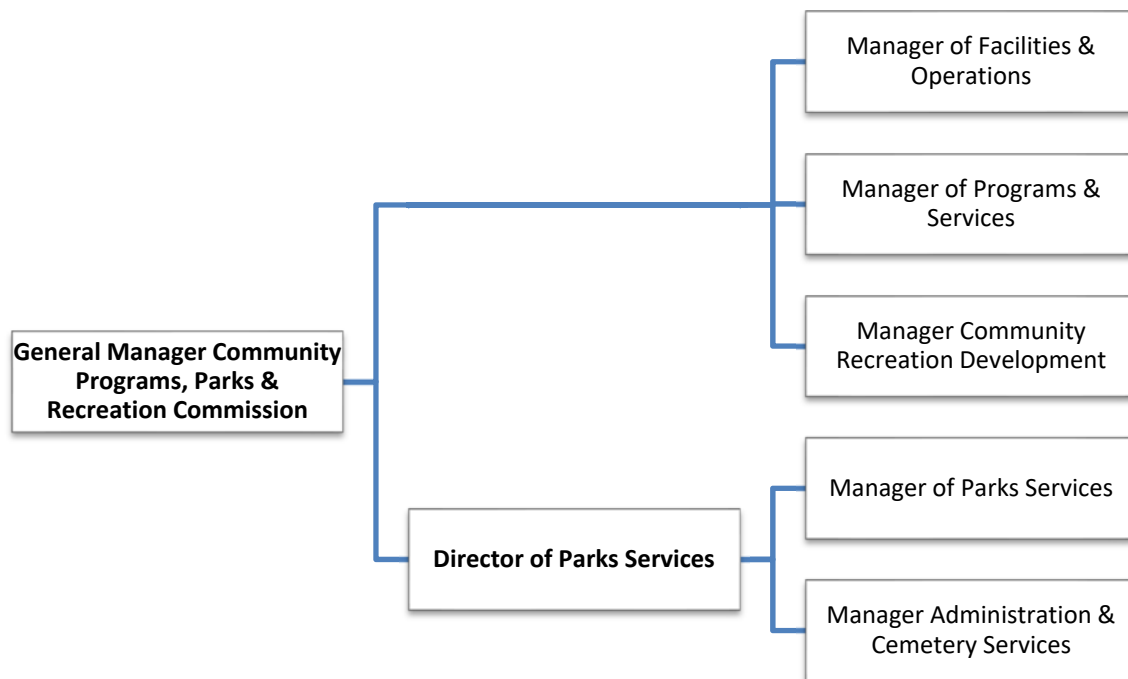 Manager of Facilities &
Operations
Manager of Programs &
Services
Manager Community
Recreation Development
General Manager Community
Programs, Parks &
Recreation Commission
Manager of Parks Services
Director of Parks Services
Manager Administration &
Cemetery Services